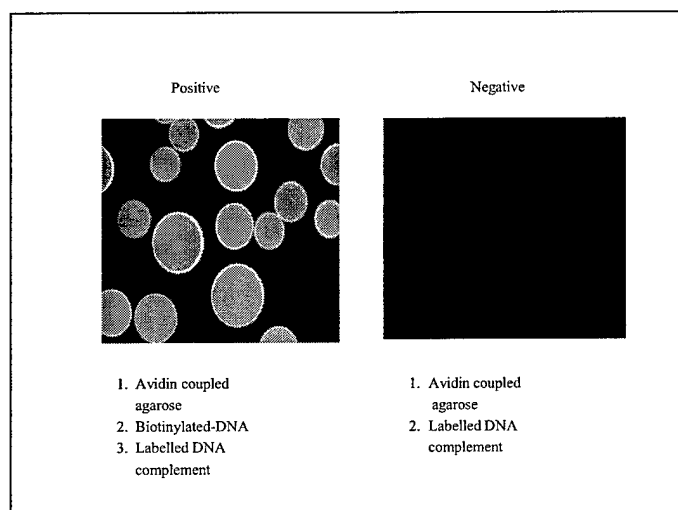 Positive
Negative
1. Avidin coupled
agarose
2. Biotinylated-DNA
3. Labelled DNA
complement
1. Avidin coupled
agarose
2. Labelled DNA
complement